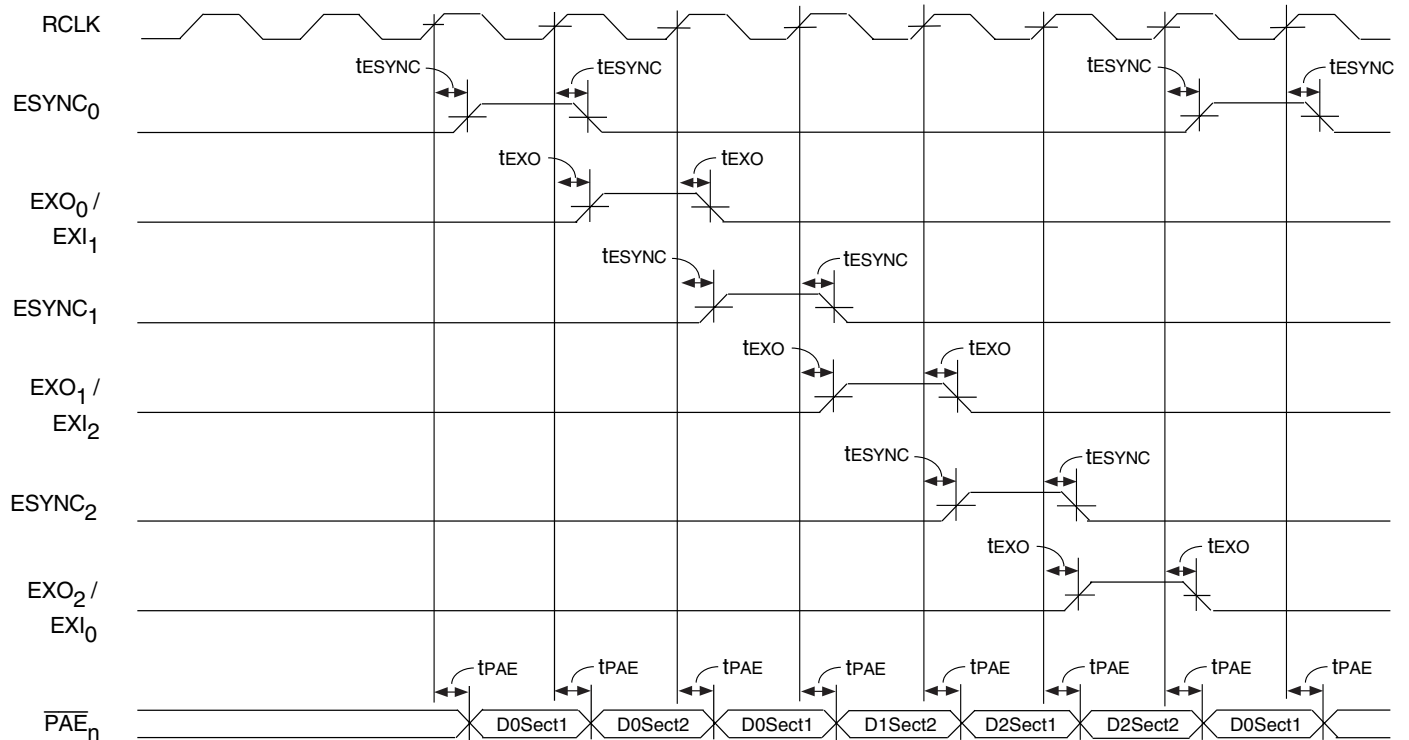 RCLK
tESYNC tESYNC tESYNC tESYNC
ESYNC0
tEXO tEXO
EXO0 /
EXI1
tESYNC tESYNC
ESYNC1
tEXO tEXO
EXO1 /
EXI2
tESYNC tESYNC
ESYNC2
tEXO tEXO
EXO2 /
EXI0
tPAE tPAE tPAE tPAE tPAE tPAE tPAE tPAE
PAEn D0Sect1 D0Sect2 D0Sect1 D1Sect2 D2Sect1 D2Sect2 D0Sect1